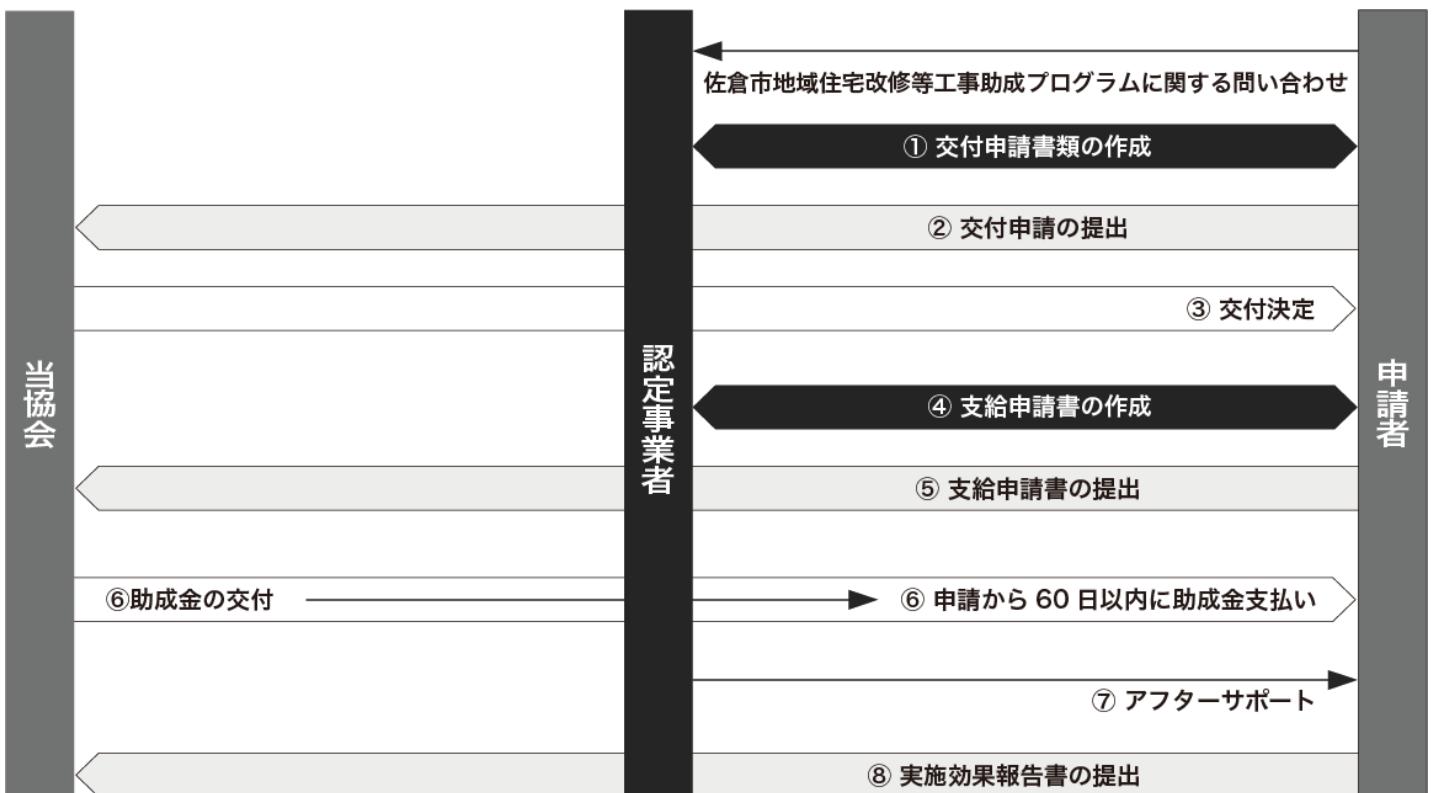 佐倉市地域住宅改修等工事助成プログラムに関する問い合わせ
① 交付申請書類の作成
② 交付申請の提出
③ 交付決定
当協会
認定事業者
申請者
④ 支給申請書の作成
⑤ 支給申請書の提出
⑥助成金の交付
⑥ 申請から 60 日以内に助成金支払い
⑦ アフターサポート
⑧ 実施効果報告書の提出